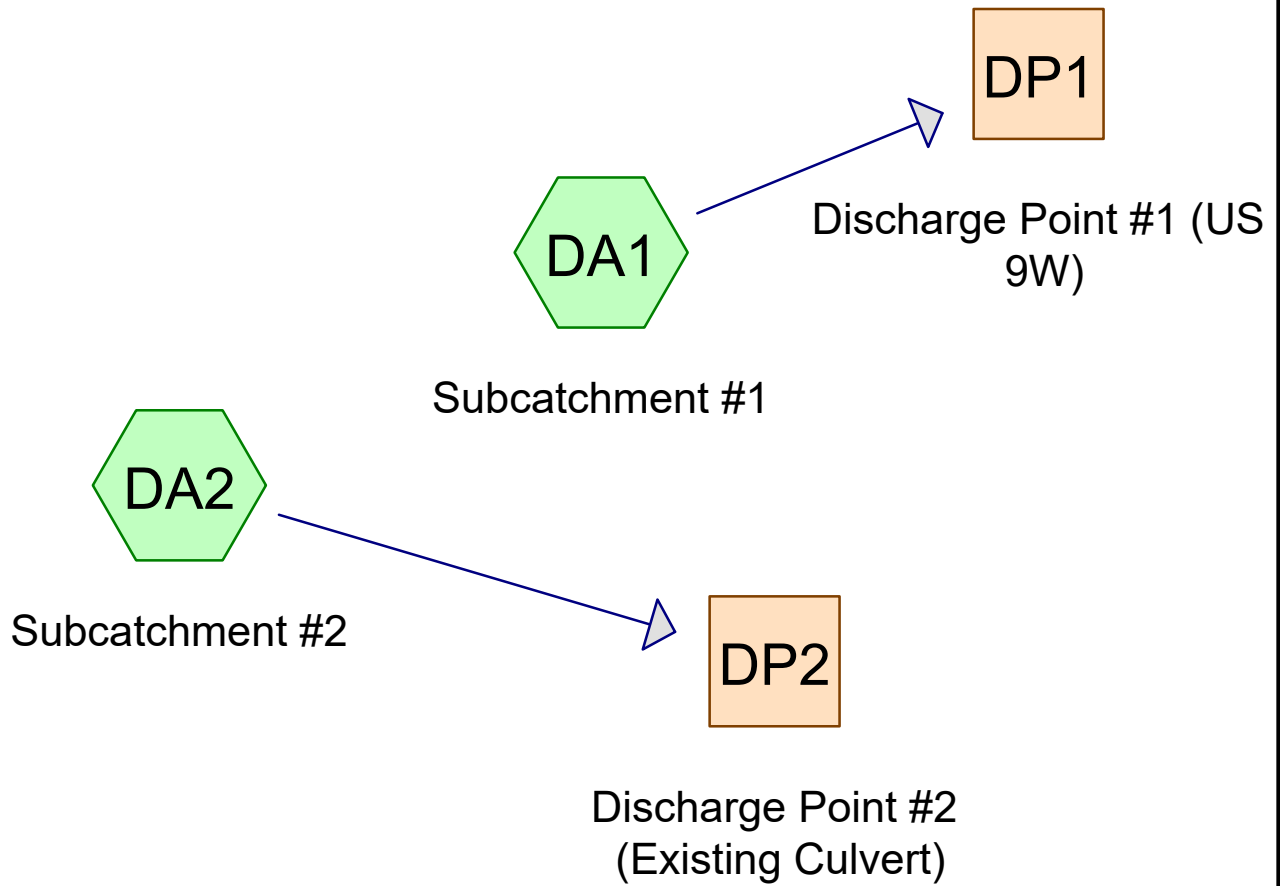 DP1
Discharge Point #1 (US
9W)
DA1
Subcatchment #1
DA2
Subcatchment #2
DP2
Discharge Point #2
(Existing Culvert)